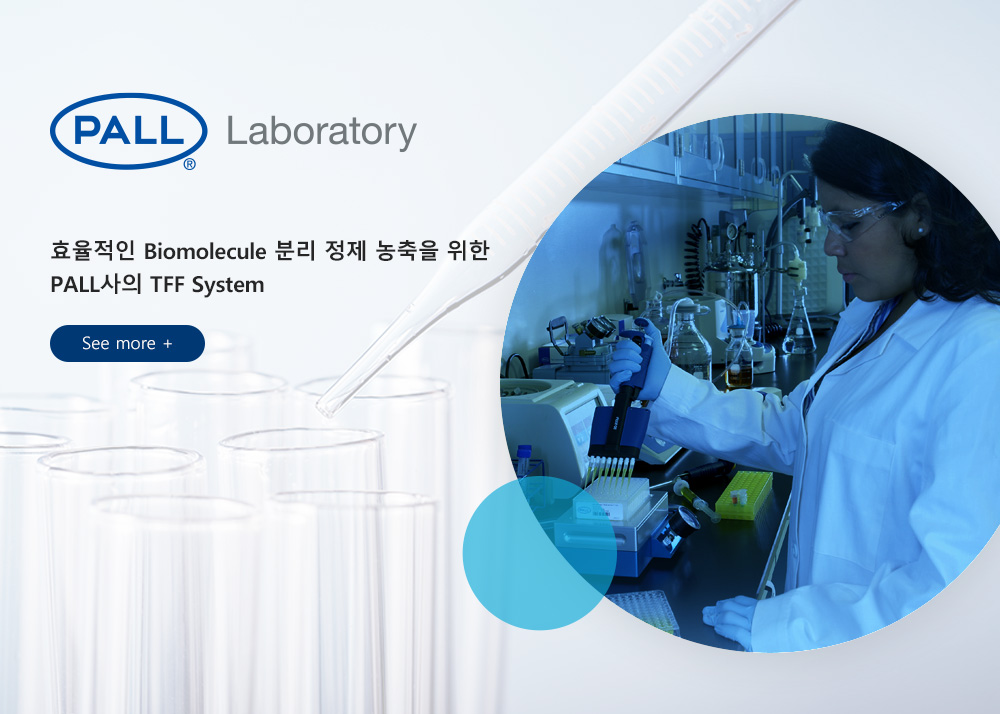 PALL®
Laboratory
효율적인 Biomolecule 분리 정제 농축을 위한
PALL사의 TFF System
See more +